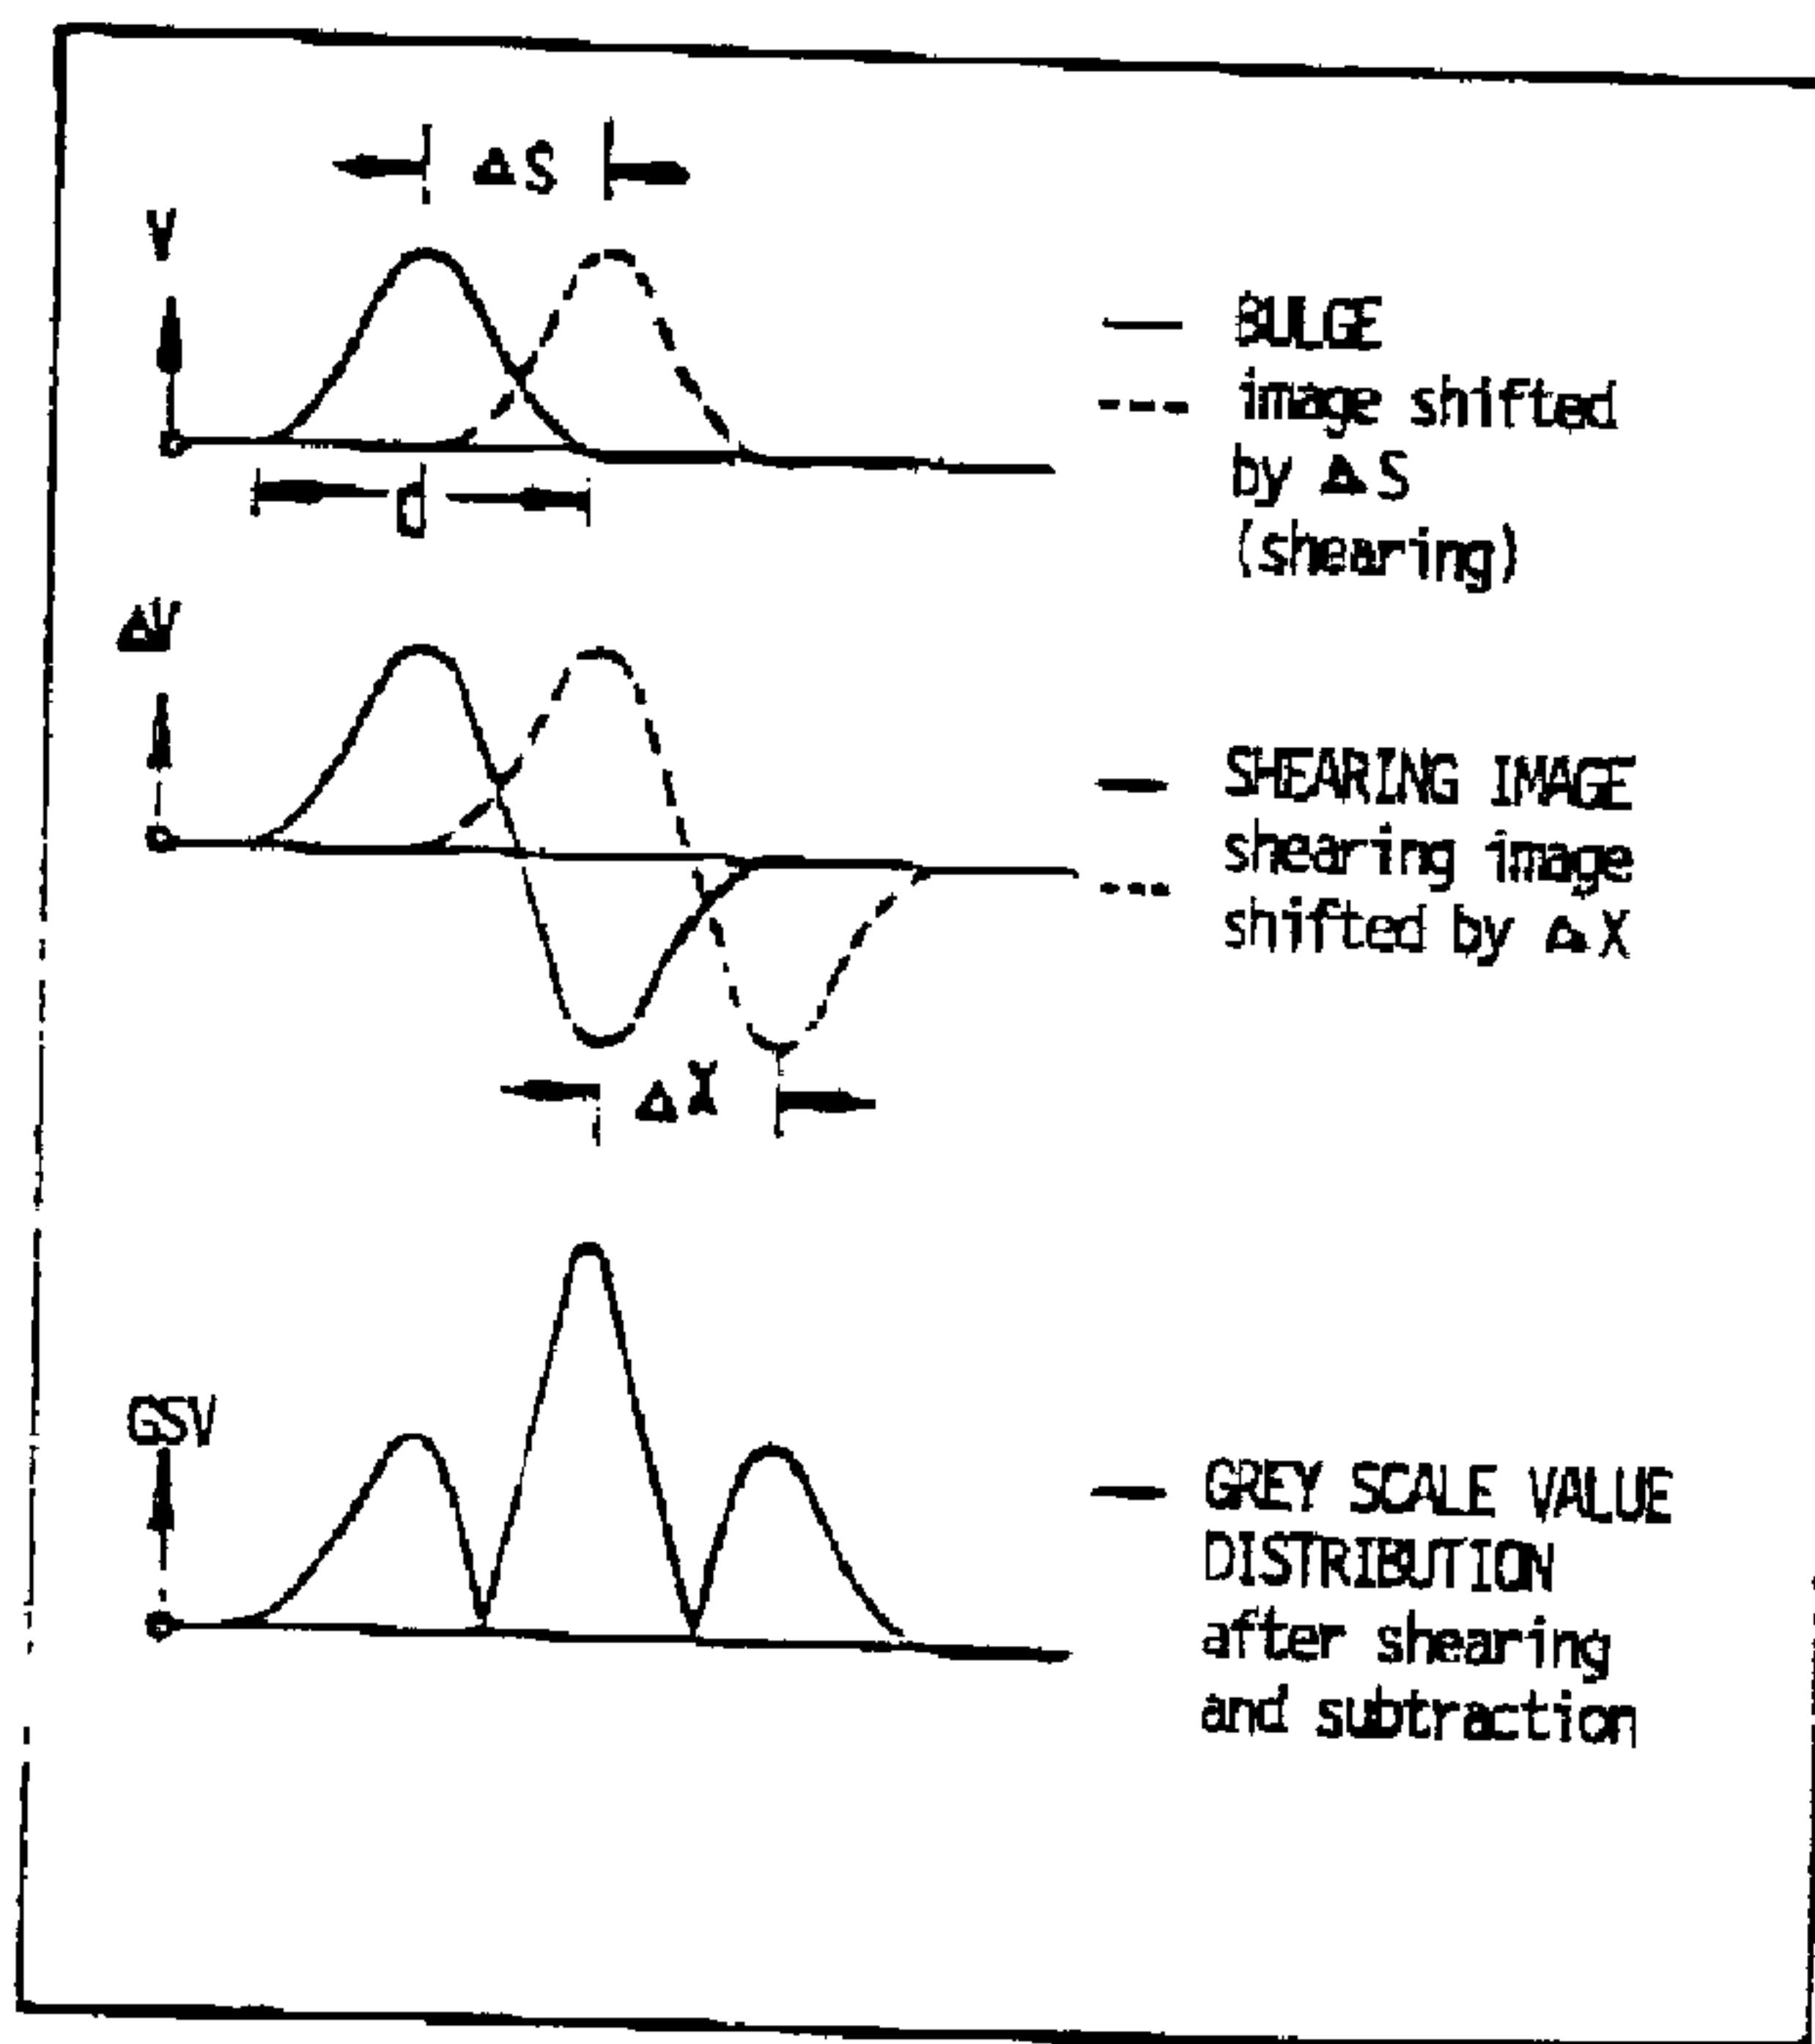 ΔS
V
BULGE
image shifted
by ΔS
(shearing)
d
ΔV
SHEARING IMAGE
shearing image
shifted by ΔX
ΔX
GSV
GREY SCALE VALUE
DISTRIBUTION
after shearing
and subtraction